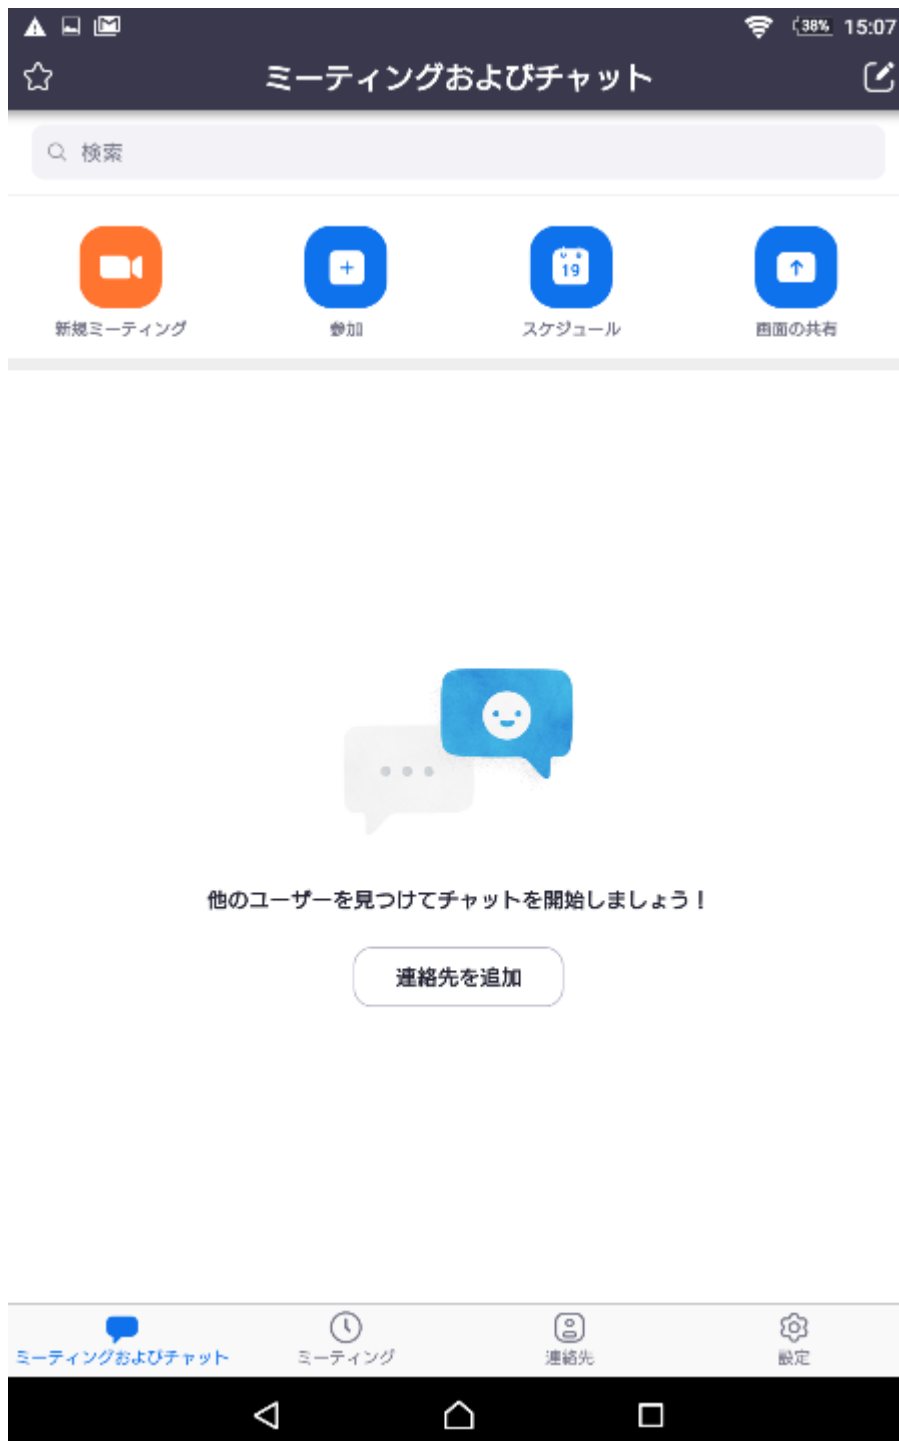 38% 15:07
ミーティングおよびチャット
検索
新規ミーティング 参加 スケジュール 画面の共有
19
他のユーザーを見つけてチャットを開始しましょう！
連絡先を追加
ミーティングおよびチャット ミーティング 連絡先 設定